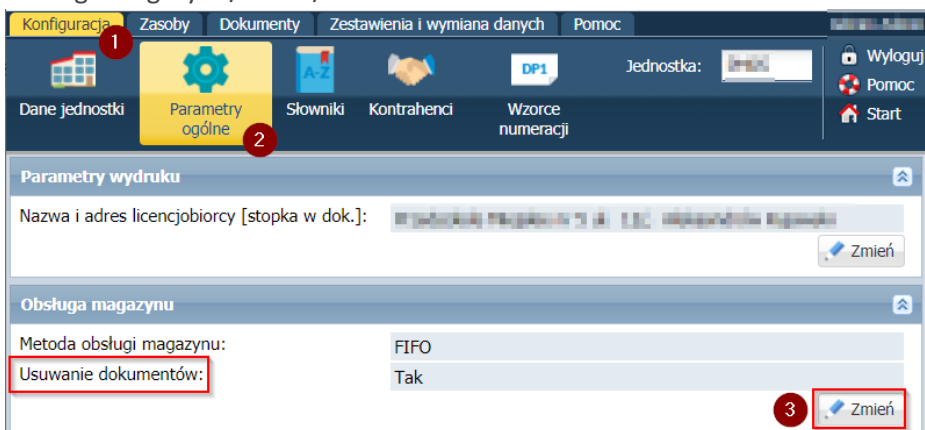 Konfiguracja Zasoby Dokumenty Zestawienia i wymiana danych Pomoc
1
Dane jednostki
Parametry ogólne
2
A-Z
Słowniki
Kontrahenci
DP1
Wzorce numeracji
Jednostka:
Wyloguj
Pomoc
Start
Parametry wydruku
Nazwa i adres licencjobiorcy [stopka w dok.]:
Zmień
Obsługa magazynu
Metoda obsługi magazynu: FIFO
Usuwanie dokumentów: Tak
3 Zmień